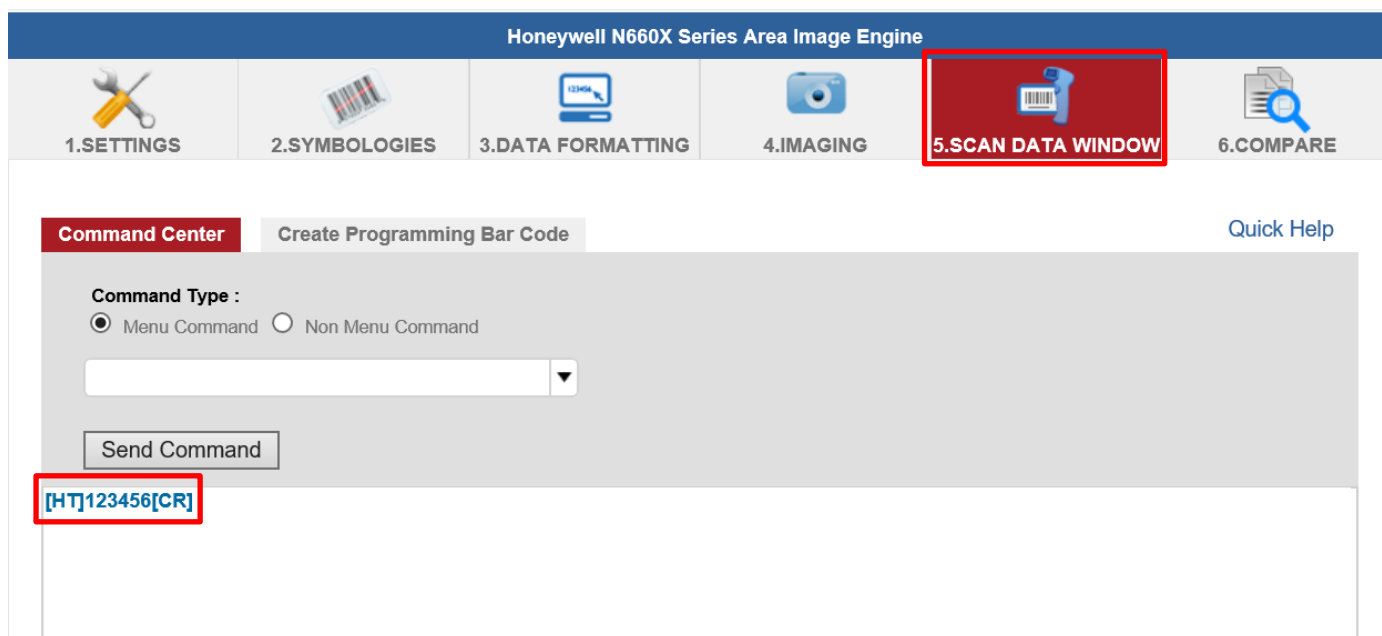 Honeywell N660X Series Area Image Engine
1.SETTINGS
2.SYMBOLOGIES
123456
3.DATA FORMATTING
4.IMAGING
5.SCAN DATA WINDOW
6.COMPARE
Command Center
Create Programming Bar Code
Quick Help
Command Type :
Menu Command
Non Menu Command
Send Command
[HT]123456[CR]